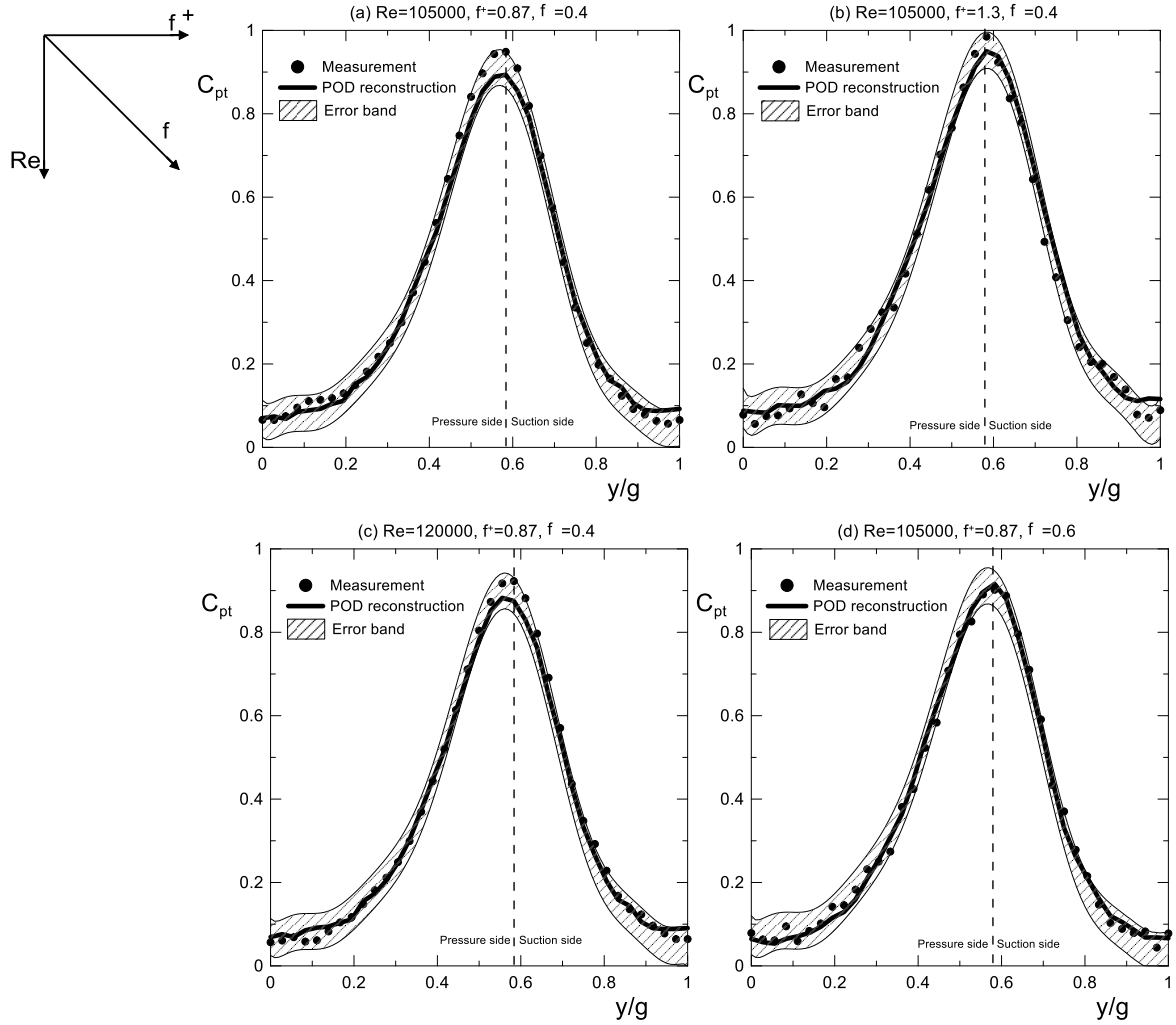 f +
f
Re
(a) Re=105000, f+=0.87, f =0.4
Cpt
Measurement
POD reconstruction
Error band
1
0.8
0.6
0.4
0.2
0
Pressure side Suction side
0 0.2 0.4 0.6 0.8 1
y/g
(b) Re=105000, f+=1.3, f =0.4
Cpt
Measurement
POD reconstruction
Error band
1
0.8
0.6
0.4
0.2
0
Pressure side Suction side
0 0.2 0.4 0.6 0.8 1
y/g
(c) Re=120000, f+=0.87, f =0.4
Cpt
Measurement
POD reconstruction
Error band
1
0.8
0.6
0.4
0.2
0
Pressure side Suction side
0 0.2 0.4 0.6 0.8 1
y/g
(d) Re=105000, f+=0.87, f =0.6
Cpt
Measurement
POD reconstruction
Error band
1
0.8
0.6
0.4
0.2
0
Pressure side Suction side
0 0.2 0.4 0.6 0.8 1
y/g